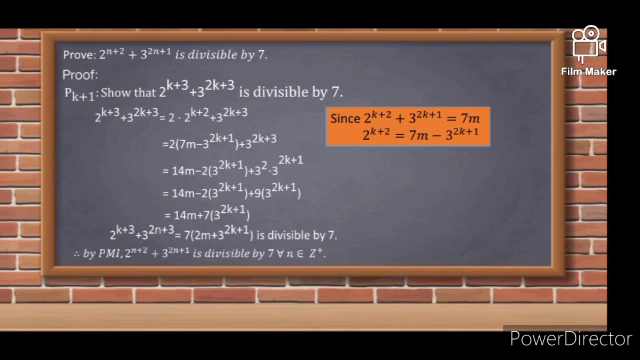 Prove: 2^{n+2} + 3^{2n+1} is divisible by 7.
Proof
P_{k+1}: Show that 2^{k+3}+3^{2k+3} is divisible by 7.
2^{k+3}+3^{2k+3} = 2 · 2^{k+2}+3^{2k+3}
=2(7m−3^{2k+1})+3^{2k+3}
= 14m−2(3^{2k+1})+3^2 ·3^{2k+1}
= 14m−2(3^{2k+1})+9(3^{2k+1})
= 14m+7(3^{2k+1})
2^{k+3}+3^{2n+3}= 7(2m+3^{2k+1}) is divisible by 7.
∴ by PMI, 2^{n+2} + 3^{2n+1} is divisible by 7 ∀ n ∈ Z^+.
Since 2^{k+2} + 3^{2k+1} = 7m
2^{k+2} = 7m − 3^{2k+1}
Film Maker
PowerDirector